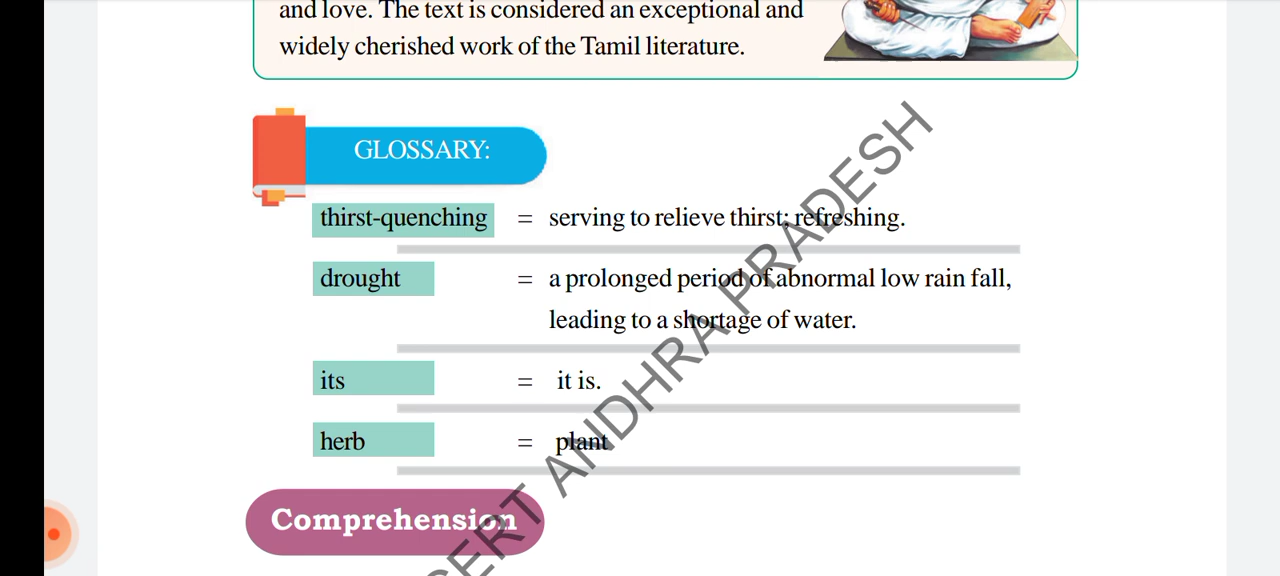 and love. The text is considered an exceptional and
widely cherished work of the Tamil literature.
GLOSSARY:
thirst-quenching = serving to relieve thirst; refreshing.
drought = a prolonged period of abnormal low rain fall,
leading to a shortage of water.
its = it is.
herb = plant
Comprehension
CERT ANDHRA PRADESH